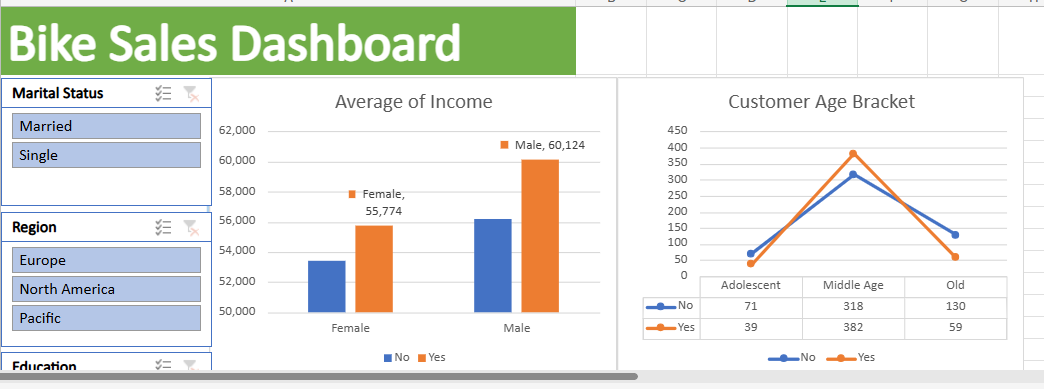 Bike Sales Dashboard
Marital Status
Married
Single
Region
Europe
North America
Pacific
Education
Average of Income
62,000
60,000
58,000
56,000
54,000
52,000
50,000
Female,
55,774
Male, 60,124
Female
Male
No
Yes
Customer Age Bracket
450
400
350
300
250
200
150
100
50
0
Adolescent Middle Age Old
No 71 318 130
Yes 39 382 59
No Yes